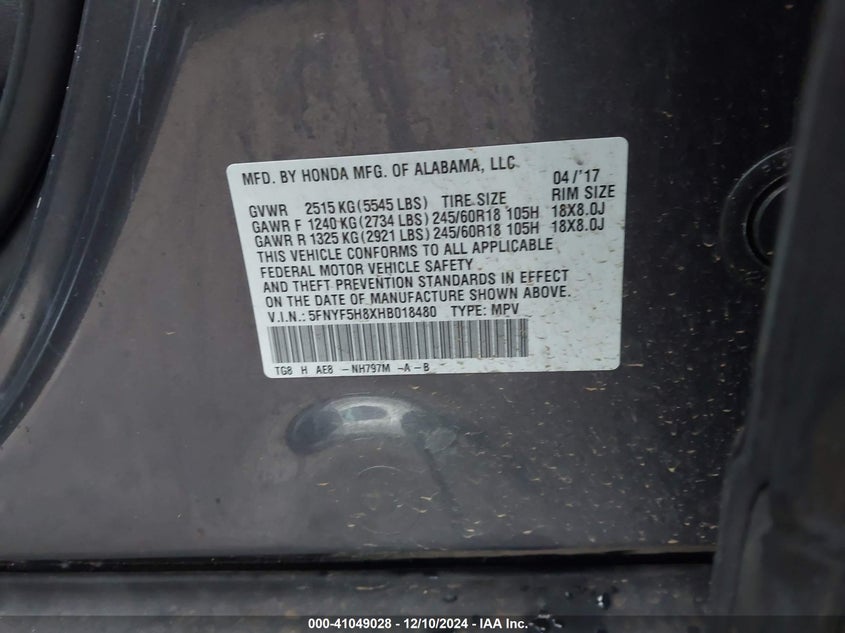 MFD. BY HONDA MFG. OF ALABAMA, LLC 04/'17
GVWR 2515 KG (5545 LBS) TIRE SIZE RIM SIZE
GAWR F 1240 KG (2734 LBS) 245/60R18 105H 18X8.0J
GAWR R 1325 KG (2921 LBS) 245/60R18 105H 18X8.0J
THIS VEHICLE CONFORMS TO ALL APPLICABLE
FEDERAL MOTOR VEHICLE SAFETY
AND THEFT PREVENTION STANDARDS IN EFFECT
ON THE DATE OF MANUFACTURE SHOWN ABOVE.
V.I.N.: 5FNYF5H8XHB018480 TYPE: MPV
TG8 H AE8 -NH797M -A-B
000-41049028 - 12/10/2024 - IAA Inc.